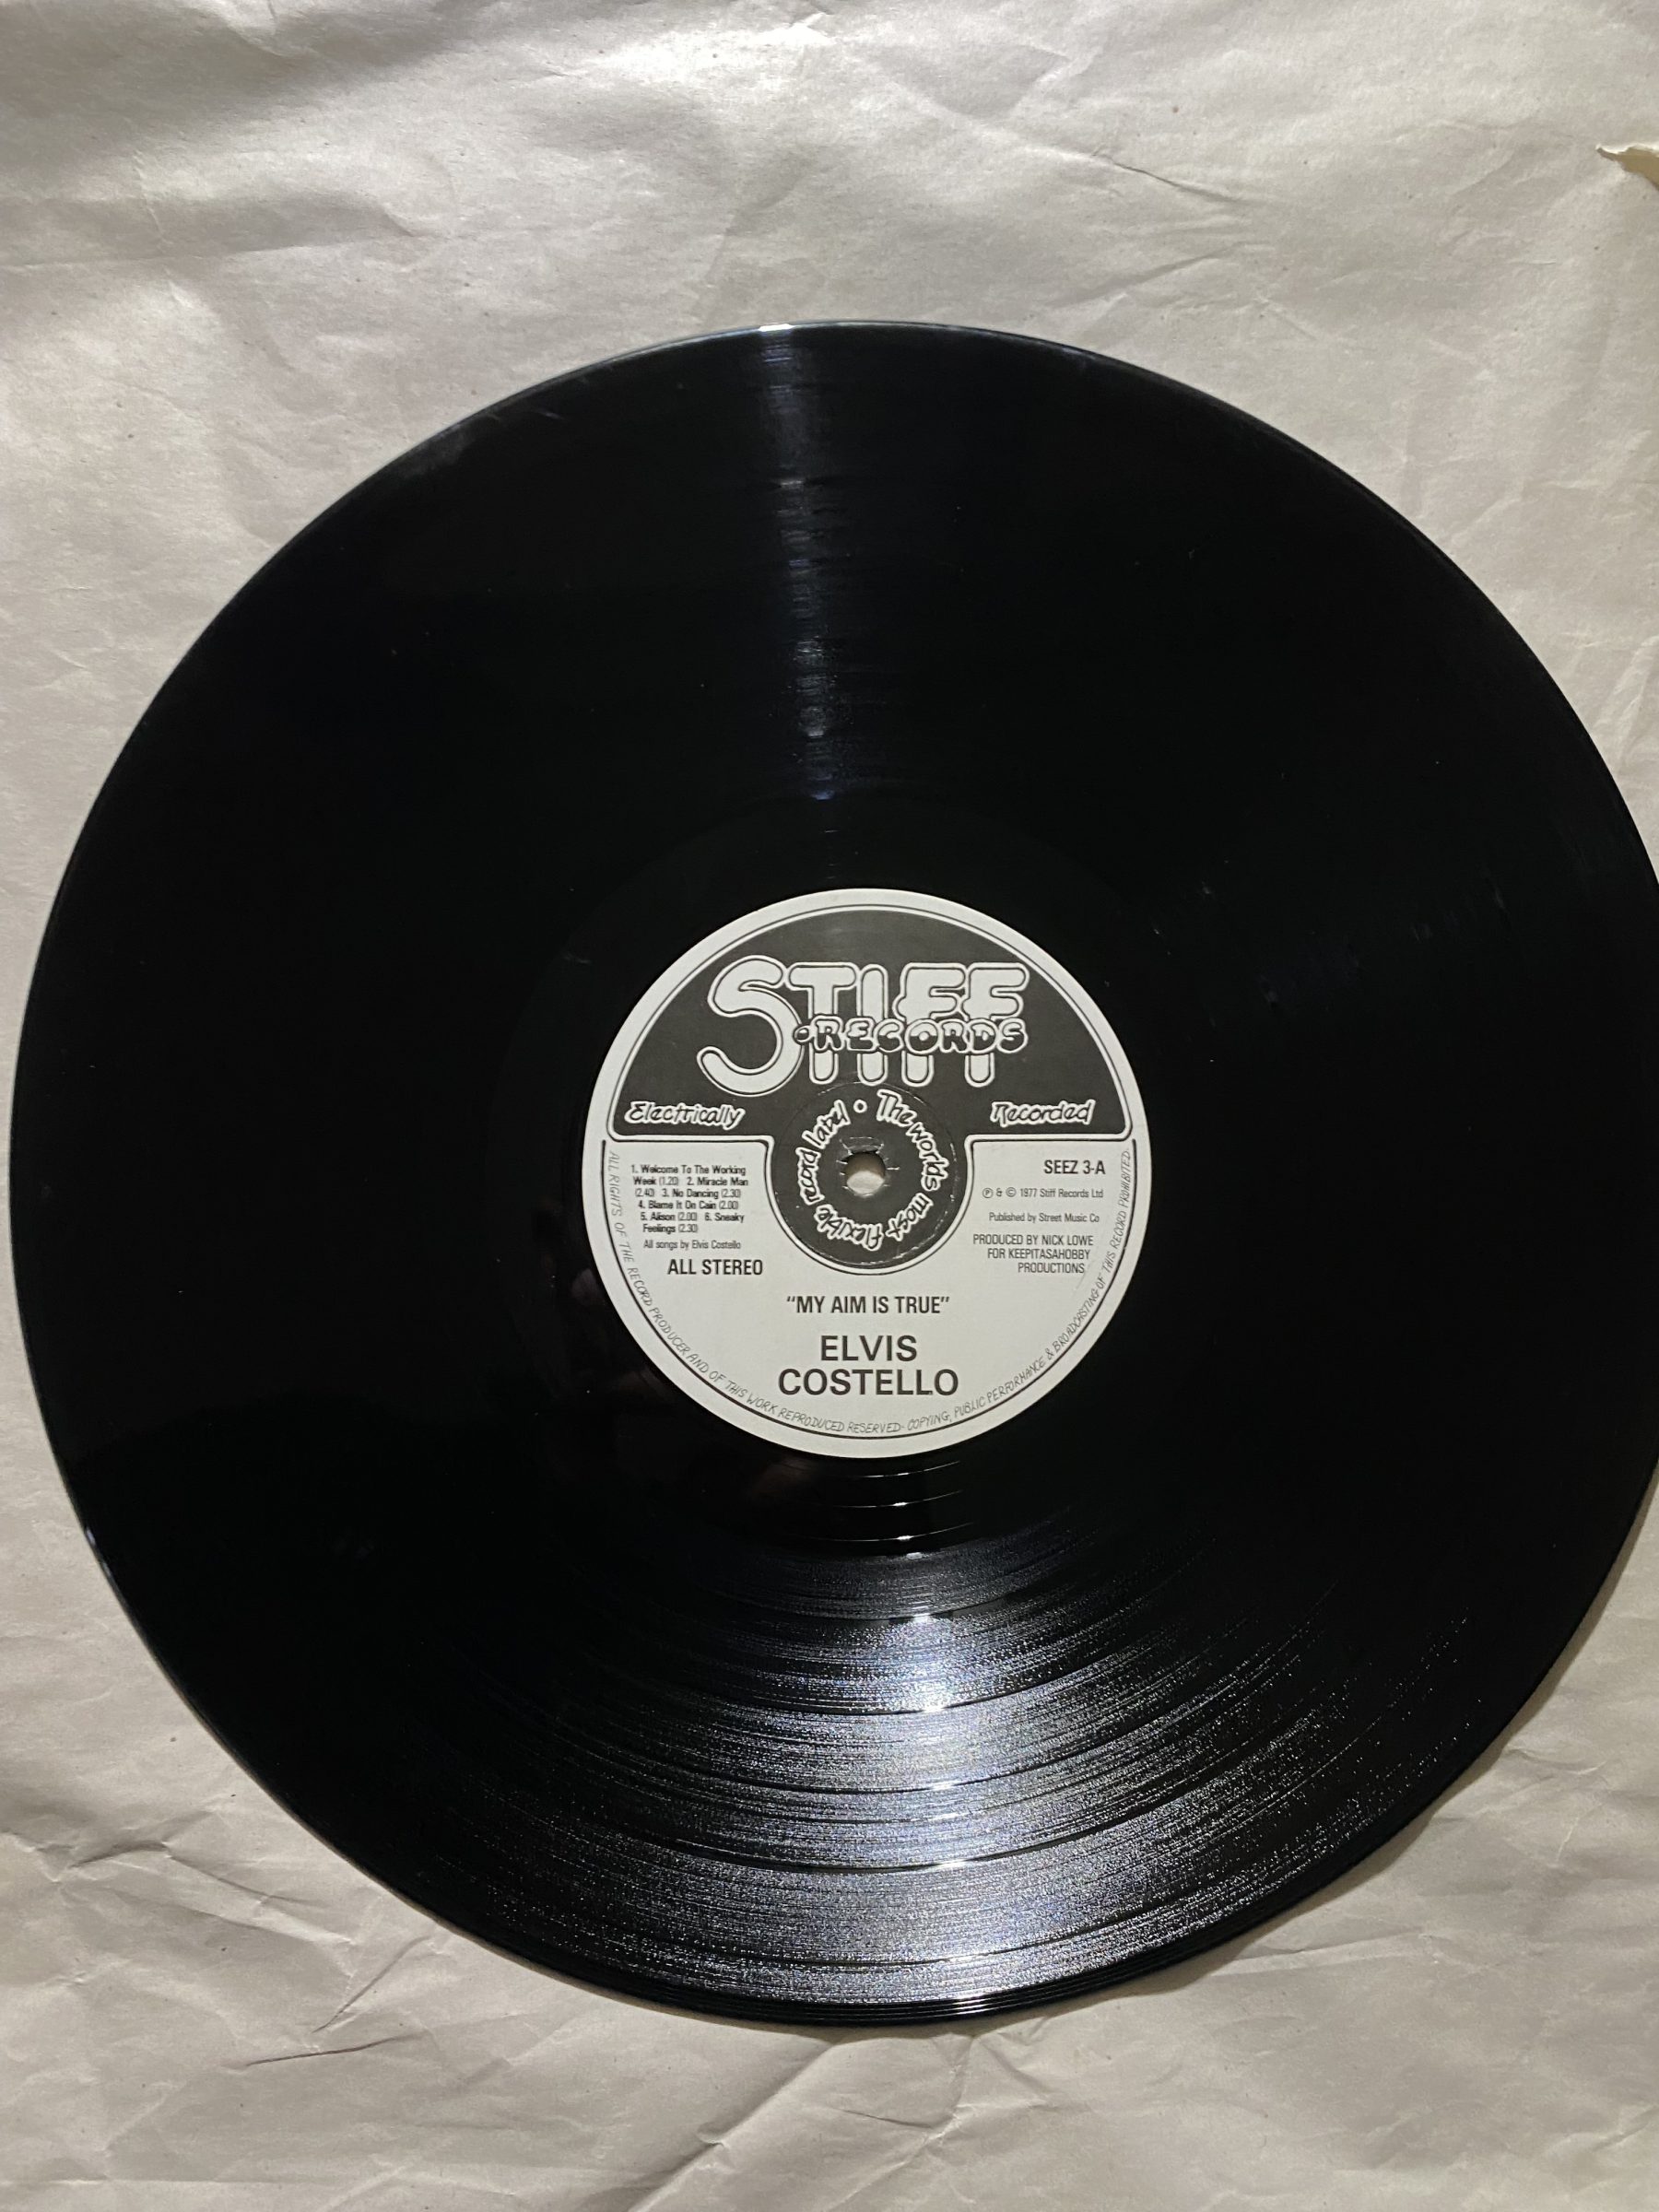 STIFF
RECORDS
Electrically
Recorded
The worlds most flexible record label •
1. Welcome To The Working
Week (1.20) 2. Miracle Man
(2.40) 3. No Dancing (2.30)
4. Blame It On Cain (2.00)
5. Alison (2.00) 6. Sneaky
Feelings (2.30)
All songs by Elvis Costello
ALL STEREO
SEEZ 3-A
℗ & © 1977 Stiff Records Ltd
Published by Street Music Co
PRODUCED BY NICK LOWE
FOR KEEPITASAHOBBY
PRODUCTIONS
"MY AIM IS TRUE"
ELVIS
COSTELLO
ALL RIGHTS OF THE RECORD PRODUCER AND OF THIS WORK REPRODUCED RESERVED- COPYING, PUBLIC PERFORMANCE & BROADCASTING OF THIS RECORD PROHIBITED